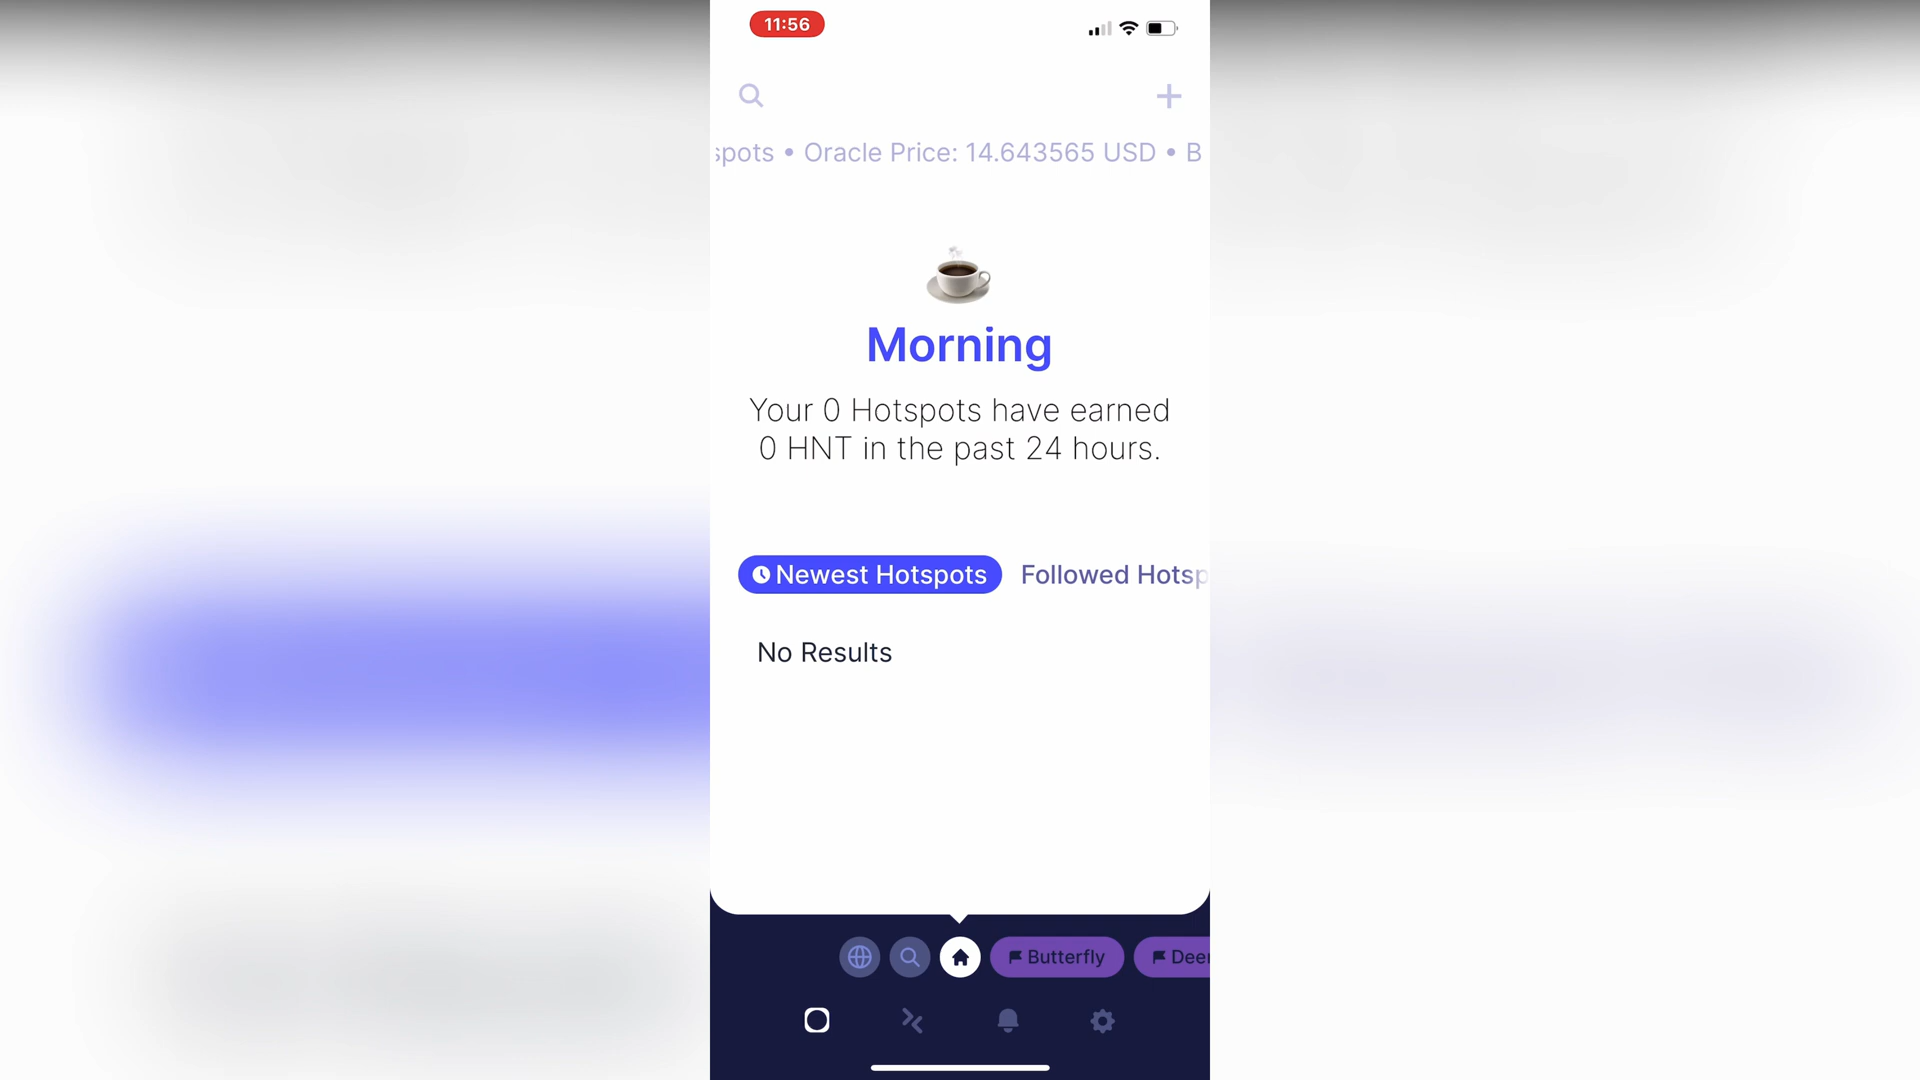 11:56
spots • Oracle Price: 14.643565 USD • B
Morning
Your 0 Hotspots have earned
0 HNT in the past 24 hours.
Newest Hotspots Followed Hotsp
No Results
Butterfly Deer